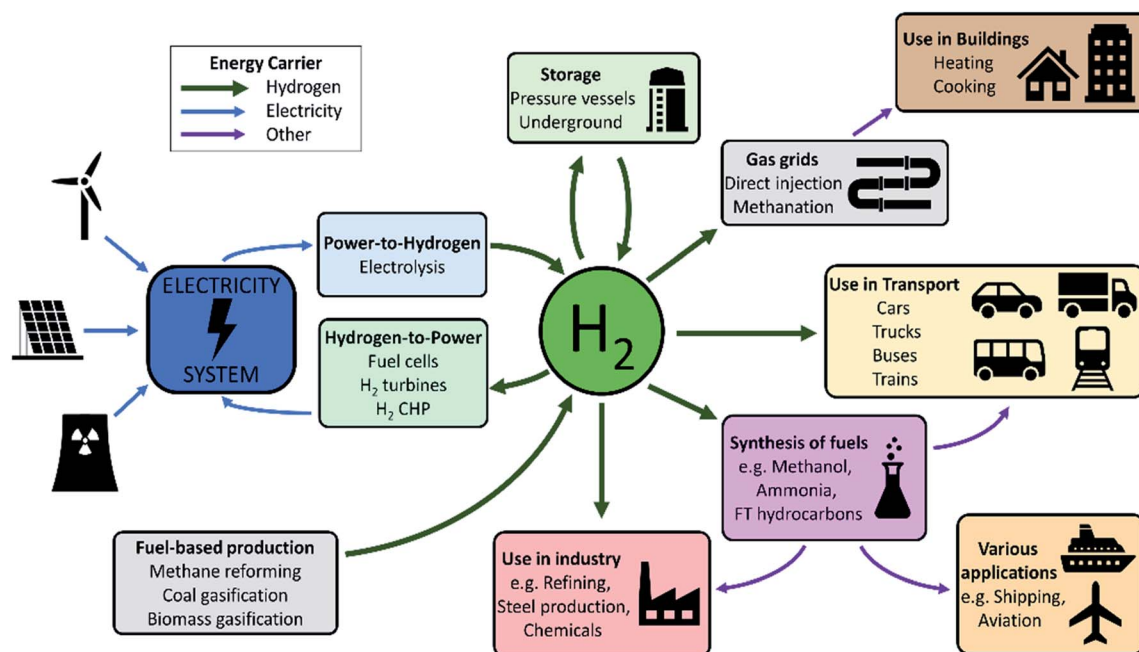 Energy Carrier
Hydrogen
Electricity
Other
Storage
Pressure vessels
Underground
Use in Buildings
Heating
Cooking
Gas grids
Direct injection
Methanation
Power-to-Hydrogen
Electrolysis
ELECTRICITY
SYSTEM
Hydrogen-to-Power
Fuel cells
H₂ turbines
H₂ CHP
H₂
Use in Transport
Cars
Trucks
Buses
Trains
Synthesis of fuels
e.g. Methanol,
Ammonia,
FT hydrocarbons
Fuel-based production
Methane reforming
Coal gasification
Biomass gasification
Use in industry
e.g. Refining,
Steel production,
Chemicals
Various
applications
e.g. Shipping,
Aviation